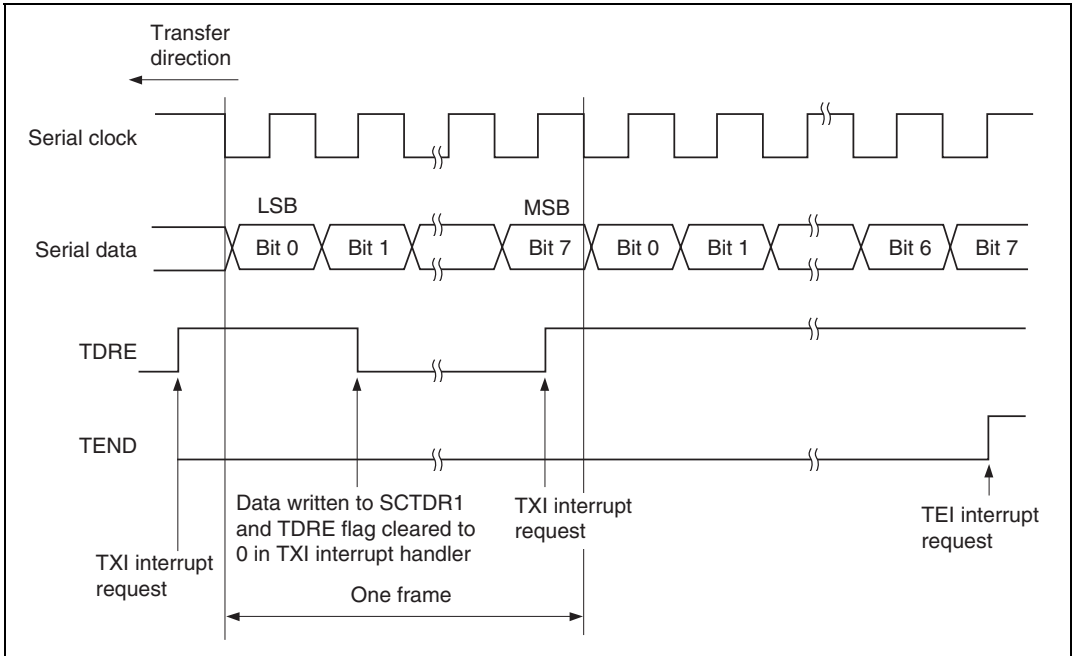 Transfer
direction
Serial clock
LSB
MSB
Serial data
Bit 0
Bit 1
Bit 7
Bit 0
Bit 1
Bit 6
Bit 7
TDRE
TEND
Data written to SCTDR1
and TDRE flag cleared to
0 in TXI interrupt handler
TXI interrupt
request
TEI interrupt
request
TXI interrupt
request
One frame